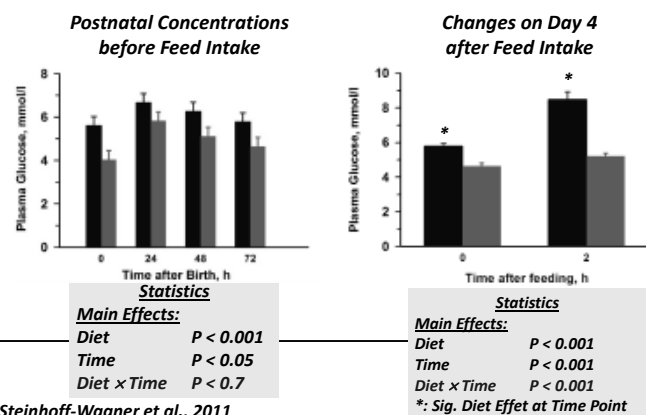 Postnatal Concentrations
before Feed Intake
Plasma Glucose, mmol/l
8
6
4
2
0
0 24 48 72
Time after Birth, h
Statistics
Main Effects:
Diet P < 0.001
Time P < 0.05
Diet × Time P < 0.7
Changes on Day 4
after Feed Intake
Plasma Glucose, mmol/l
10
8
6
4
2
0
*
*
0 2
Time after feeding, h
Statistics
Main Effects:
Diet P < 0.001
Time P < 0.001
Diet × Time P < 0.001
*: Sig. Diet Effet at Time Point
Steinhoff-Wagner et al., 2011